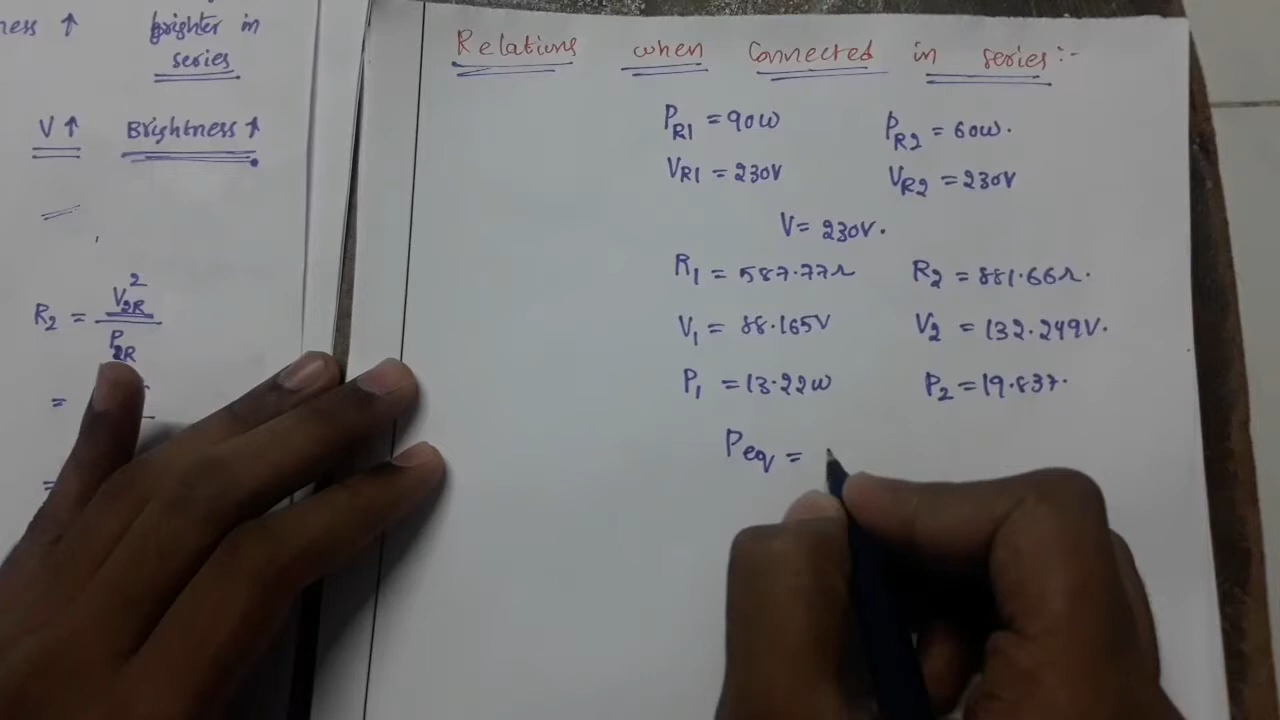 ness ↑ brighter in
series
V↑ Brightness↑
R2 = V2R²
P2R
=
=
Relations when Connected in series:-
PR1 = 90w PR2 = 60w.
VR1 = 230V VR2 = 230V
V = 230V.
R1 = 587.77Ω R2 = 881.66Ω.
V1 = 88.165V V2 = 132.249V.
P1 = 13.22w P2 = 19.837.
Peq =